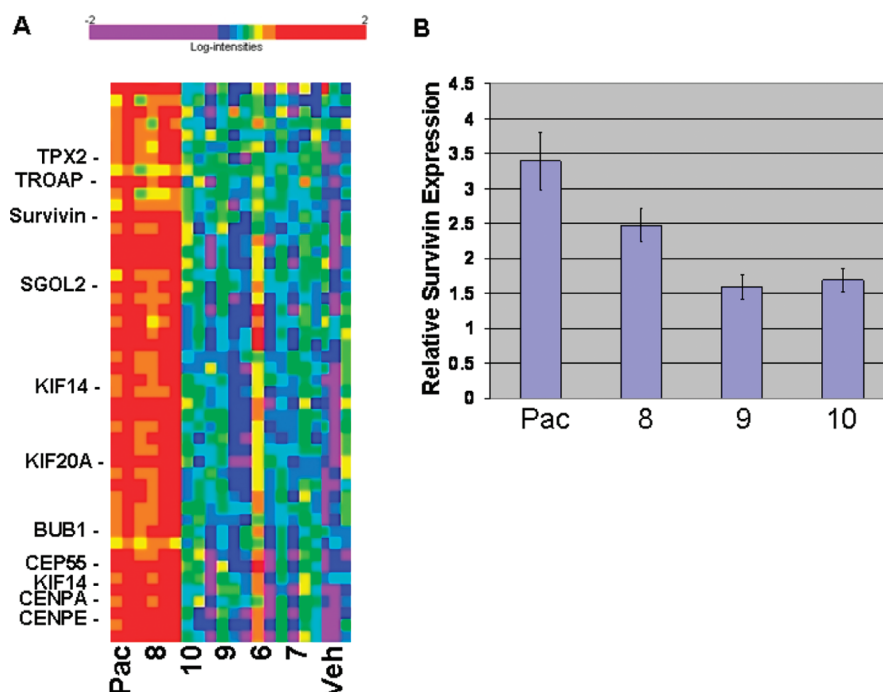 A
-2
2
Log-intensities
TPX2 -
TROAP -
Survivin -
SGOL2 -
KIF14 -
KIF20A -
BUB1 -
CEP55 -
KIF14 -
CENPA -
CENPE -
Pac 8 10 9 6 7 Veh
B
Relative Survivin Expression
4.5
4
3.5
3
2.5
2
1.5
1
0.5
0
Pac 8 9 10